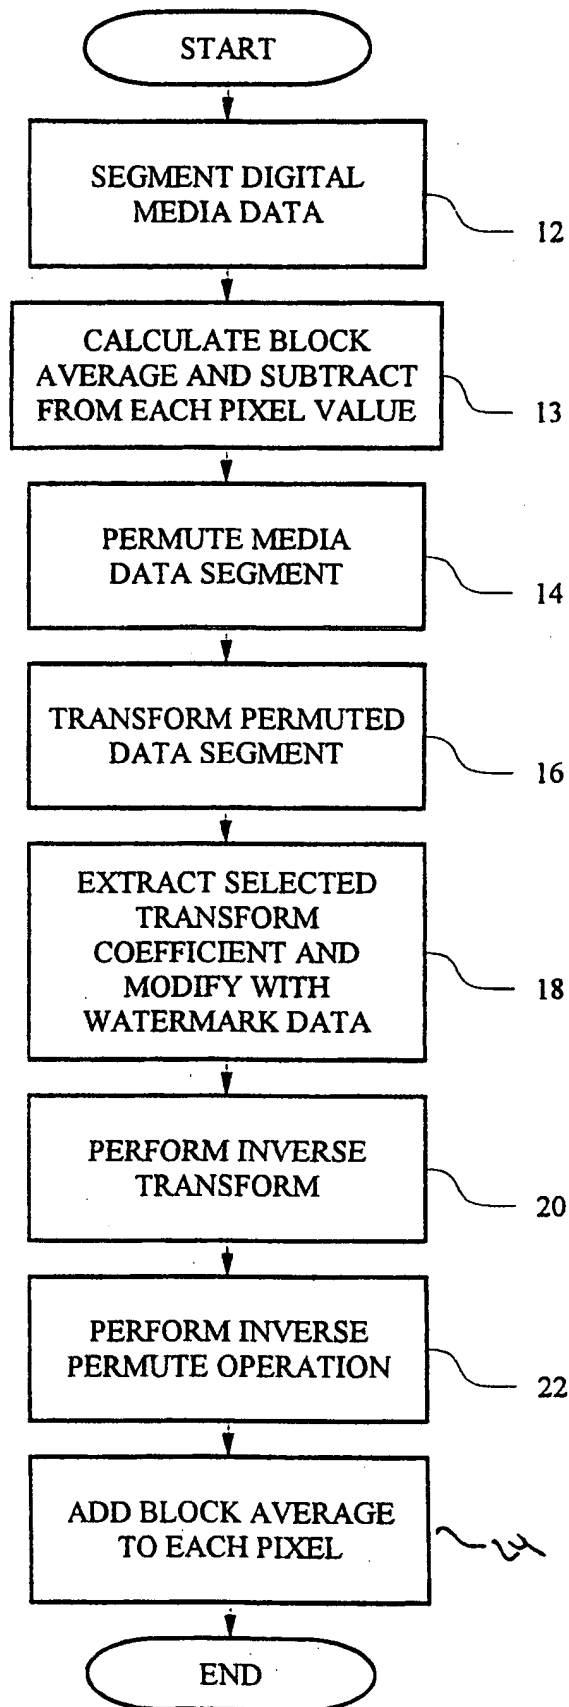 START
SEGMENT DIGITAL
MEDIA DATA
12
CALCULATE BLOCK
AVERAGE AND SUBTRACT
FROM EACH PIXEL VALUE
13
PERMUTE MEDIA
DATA SEGMENT
14
TRANSFORM PERMUTED
DATA SEGMENT
16
EXTRACT SELECTED
TRANSFORM
COEFFICIENT AND
MODIFY WITH
WATERMARK DATA
18
PERFORM INVERSE
TRANSFORM
20
PERFORM INVERSE
PERMUTE OPERATION
22
ADD BLOCK AVERAGE
TO EACH PIXEL
24
END